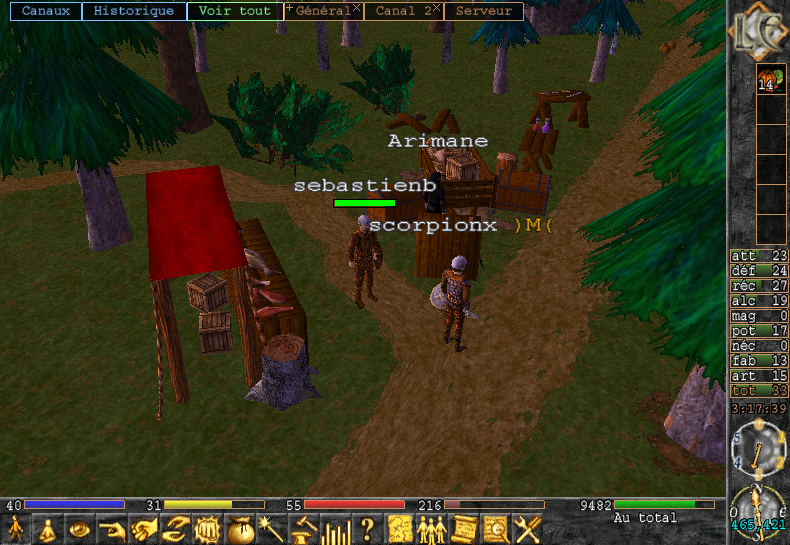 Canaux Historique Voir tout +Général× Canal 2× Serveur
LC
14
Arimane
sebastienb
scorpionx )M(
att 23
déf 24
réc 27
alc 19
mag 0
pot 17
néc 0
fab 13
art 15
tot 33
3:17:39
O E
465,421
40 31 55 216 9482
Au total